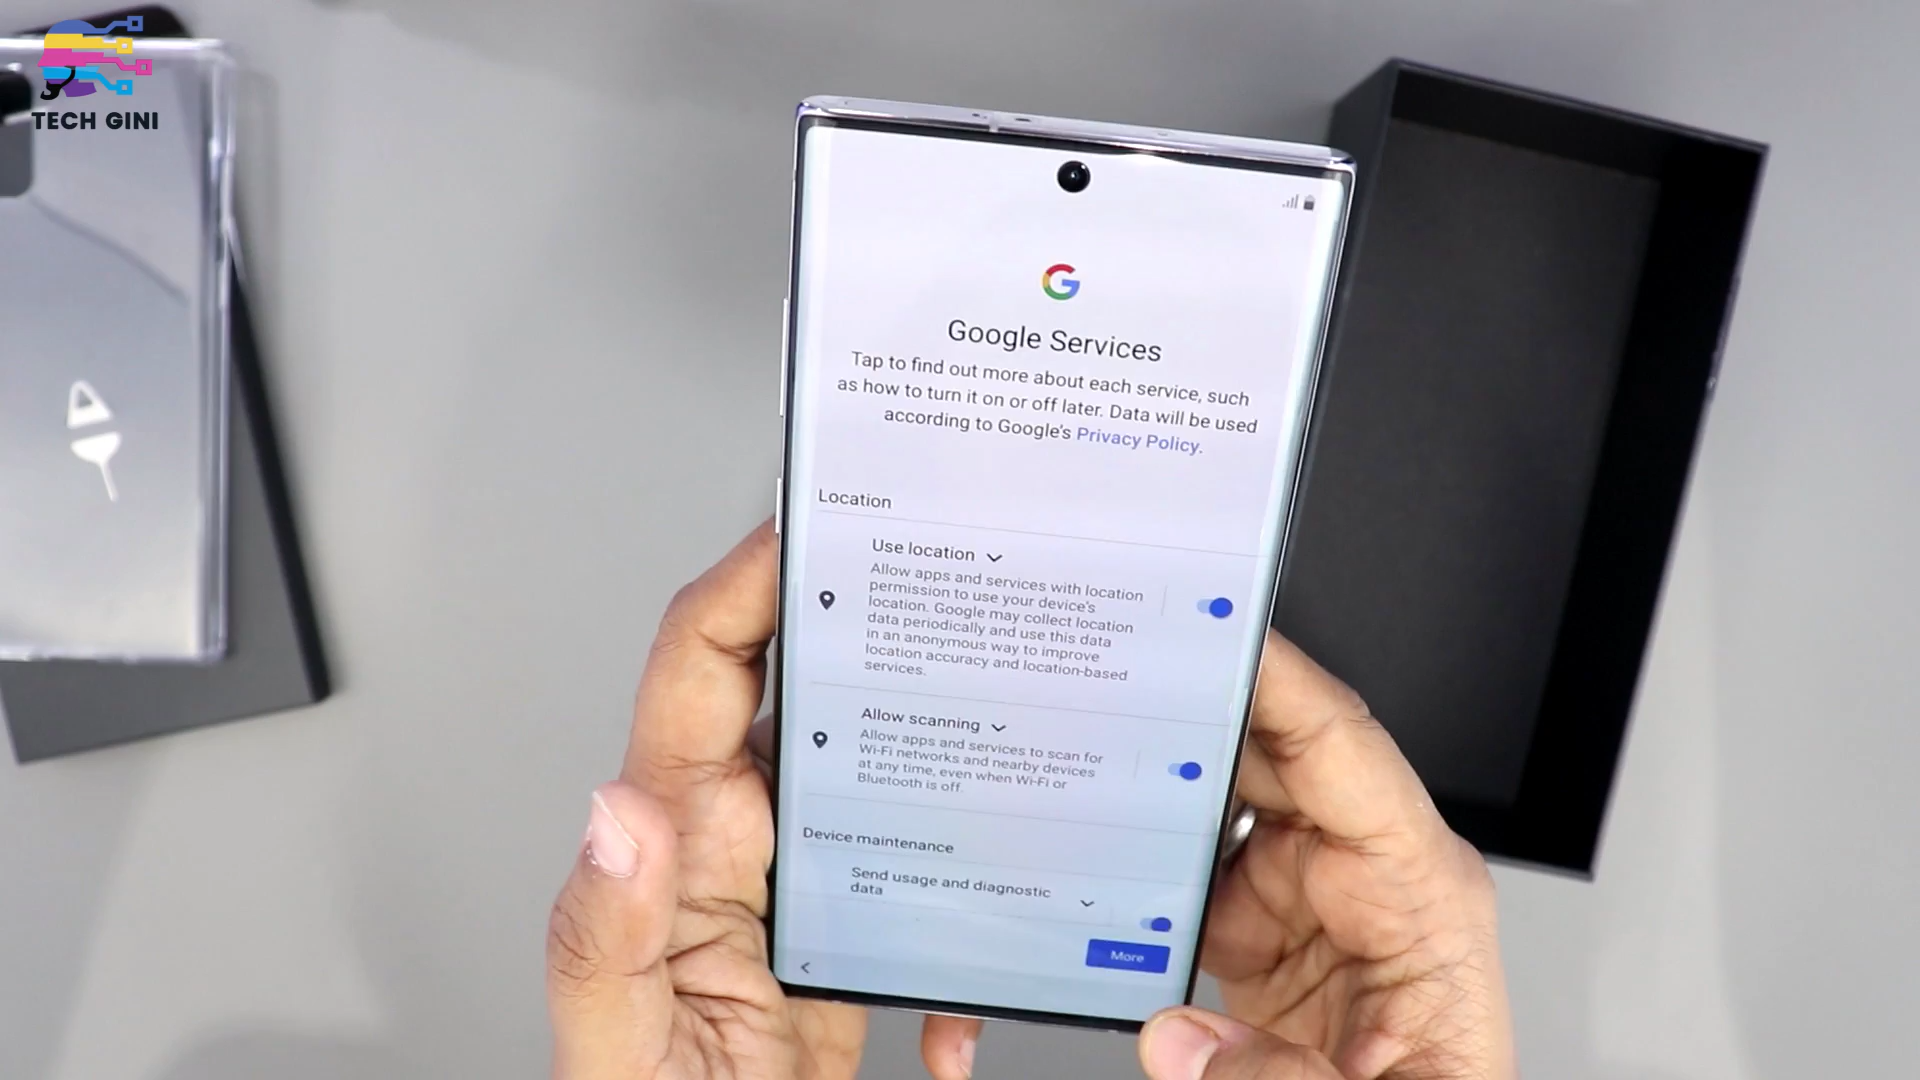 TECH GINI
Google Services
Tap to find out more about each service, such
as how to turn it on or off later. Data will be used
according to Google's Privacy Policy.
Location
Use location
Allow apps and services with location
permission to use your device's
location. Google may collect location
data periodically and use this data
in an anonymous way to improve
location accuracy and location-based
services.
Allow scanning
Allow apps and services to scan for
Wi-Fi networks and nearby devices
at any time, even when Wi-Fi or
Bluetooth is off.
Device maintenance
Send usage and diagnostic
data
More